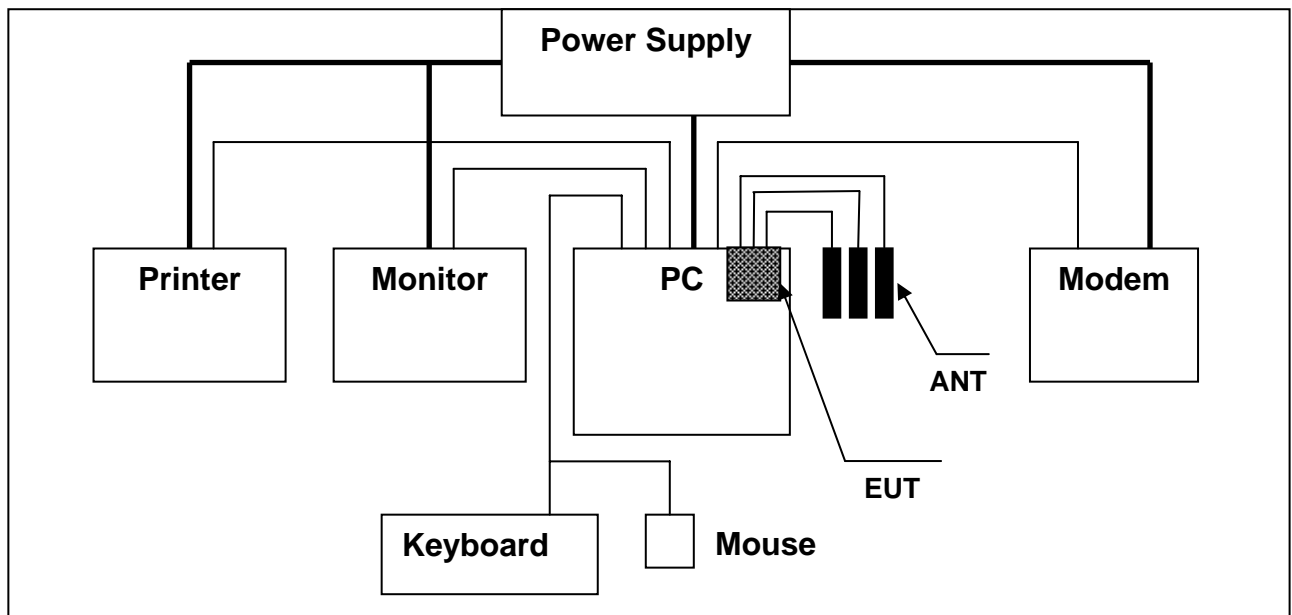 Power Supply
Printer
Monitor
PC
Modem
ANT
EUT
Keyboard
Mouse